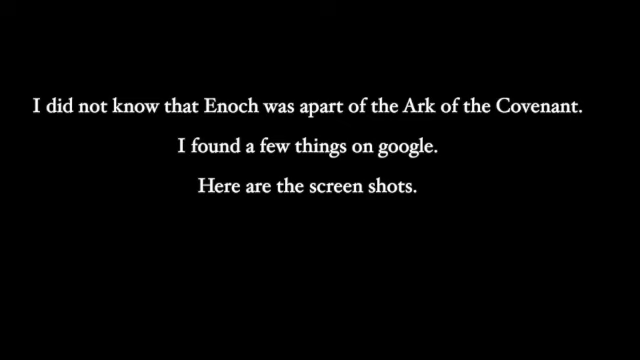 I did not know that Enoch was apart of the Ark of the Covenant.
I found a few things on google.
Here are the screen shots.